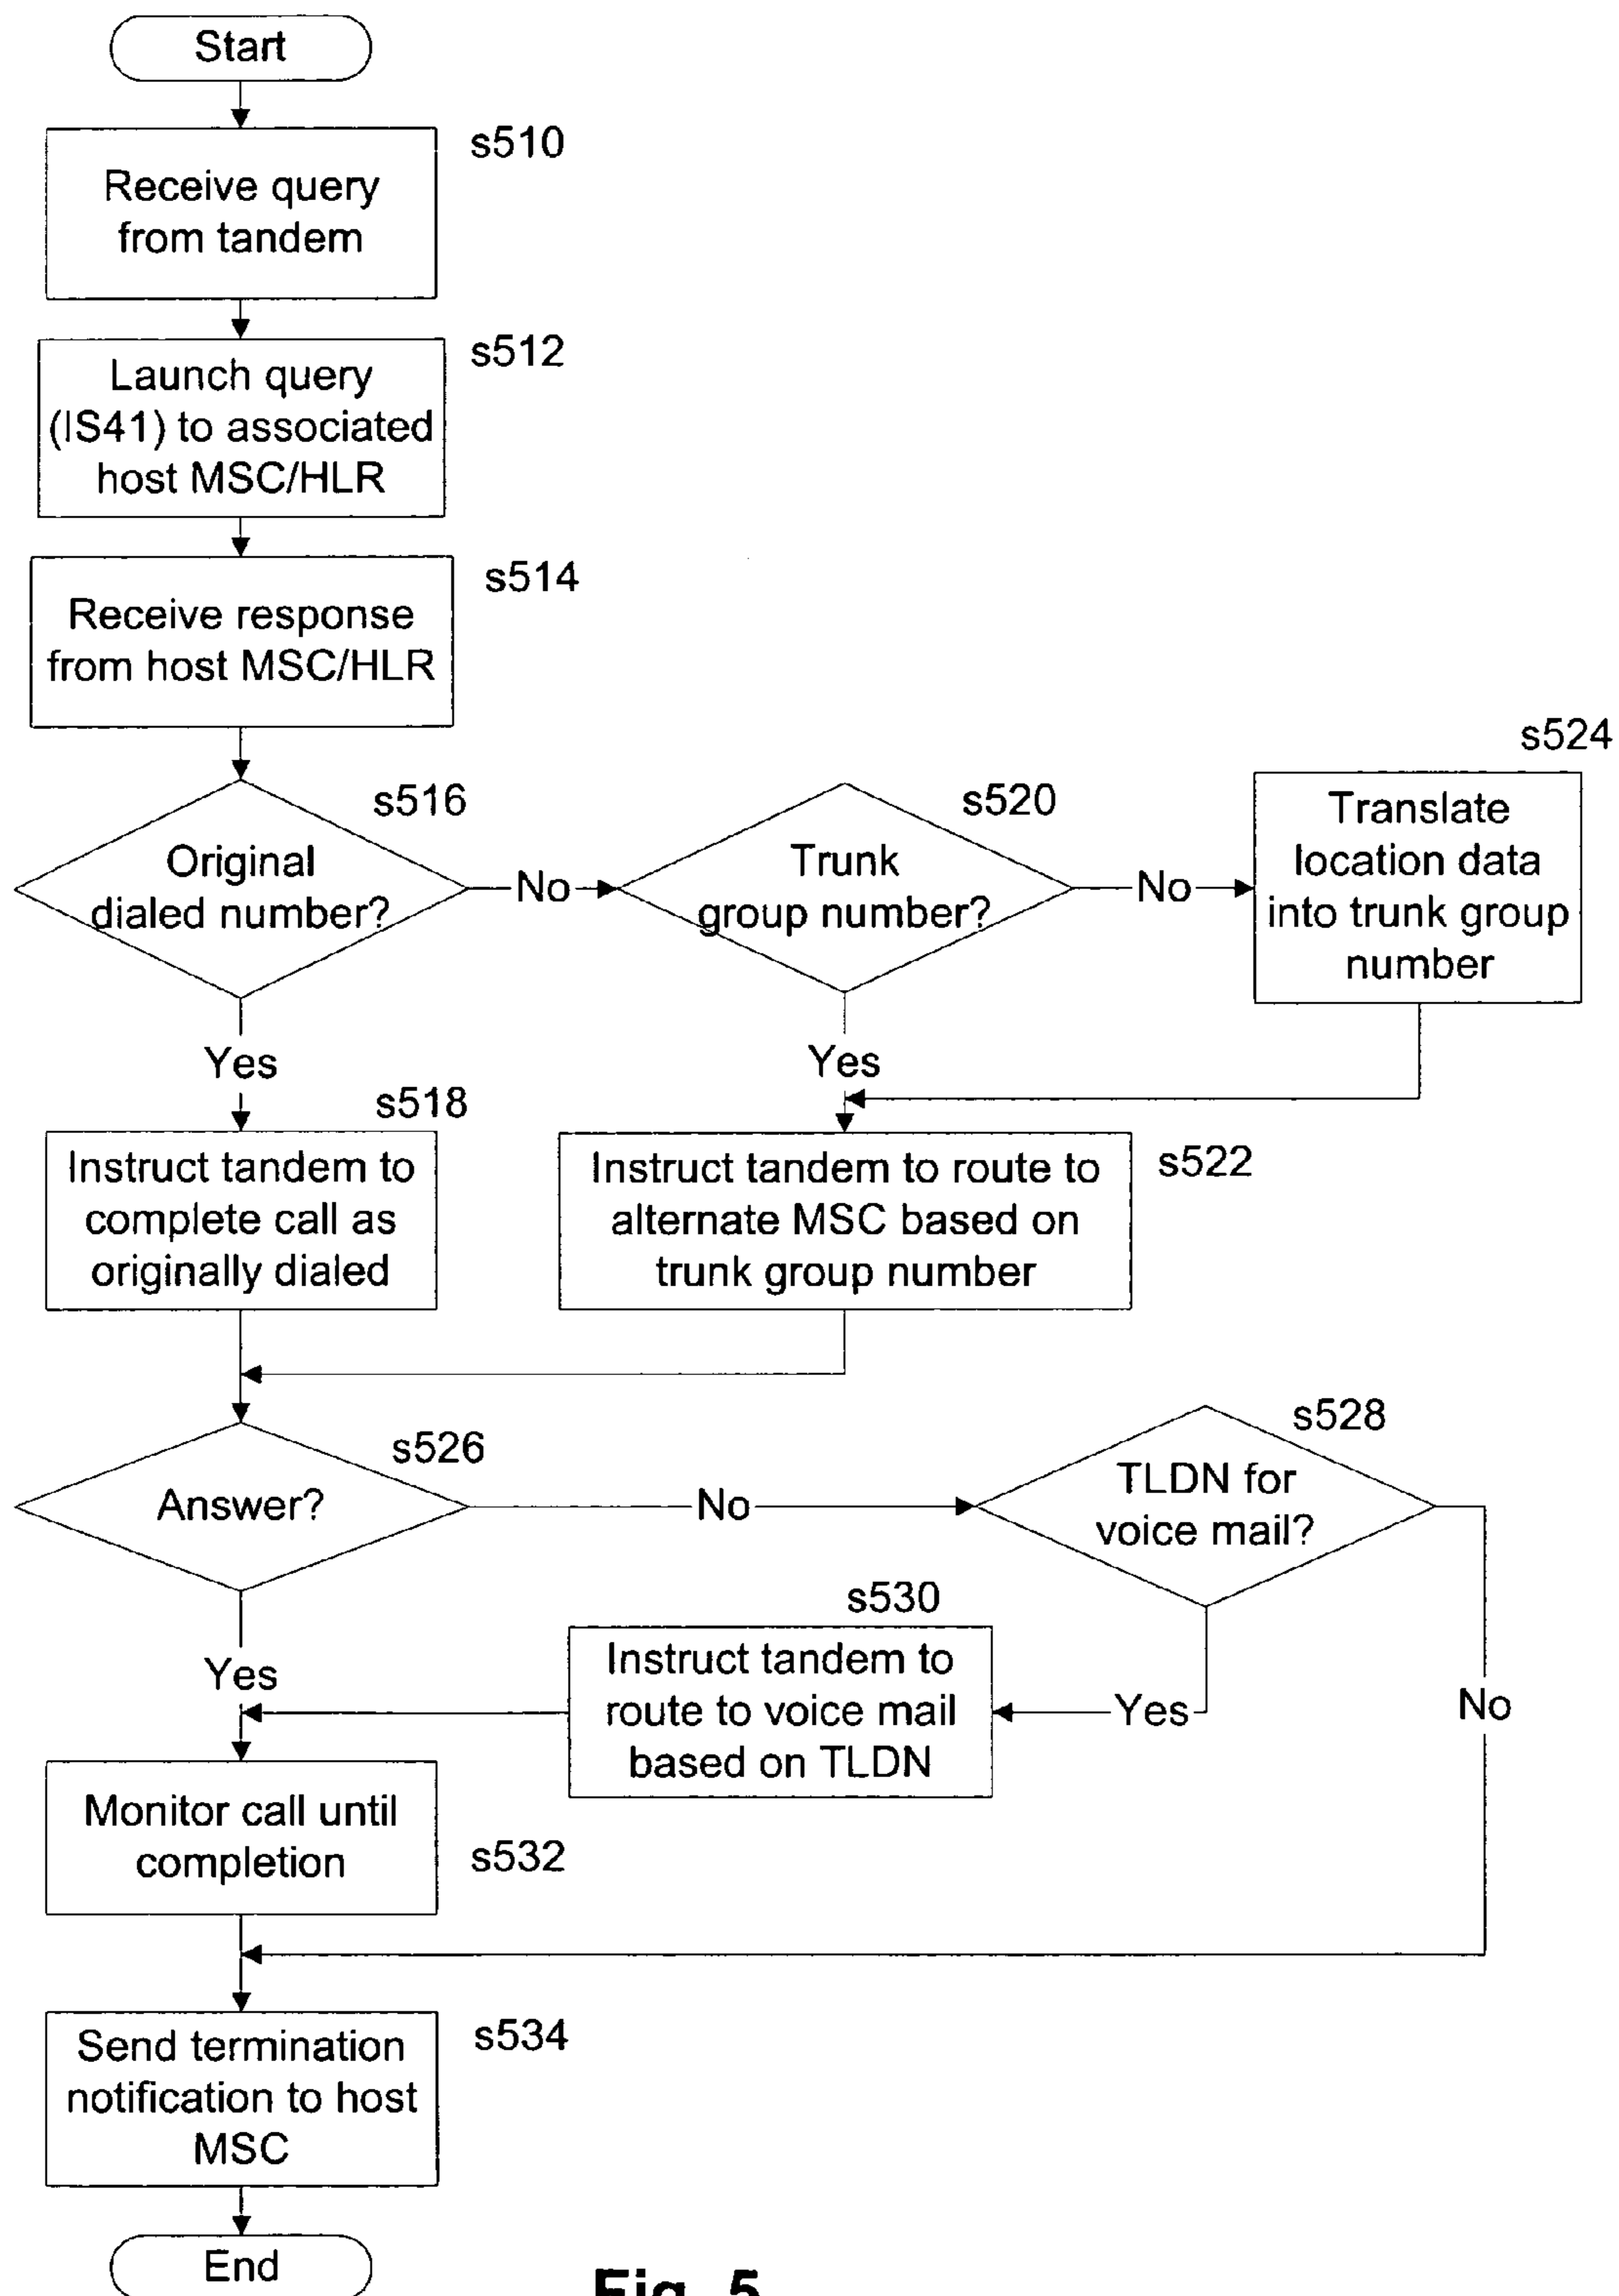 Start
s510
Receive query
from tandem
s512
Launch query
(IS41) to associated
host MSC/HLR
s514
Receive response
from host MSC/HLR
s516
Original
dialed number?
No
s520
Trunk
group number?
No
s524
Translate
location data
into trunk group
number
Yes
Yes
s518
Instruct tandem to
complete call as
originally dialed
s522
Instruct tandem to route to
alternate MSC based on
trunk group number
s526
Answer?
No
s528
TLDN for
voice mail?
Yes
s530
Instruct tandem to
route to voice mail
based on TLDN
Yes
No
Monitor call until
completion
s532
s534
Send termination
notification to host
MSC
End
Fig. 5